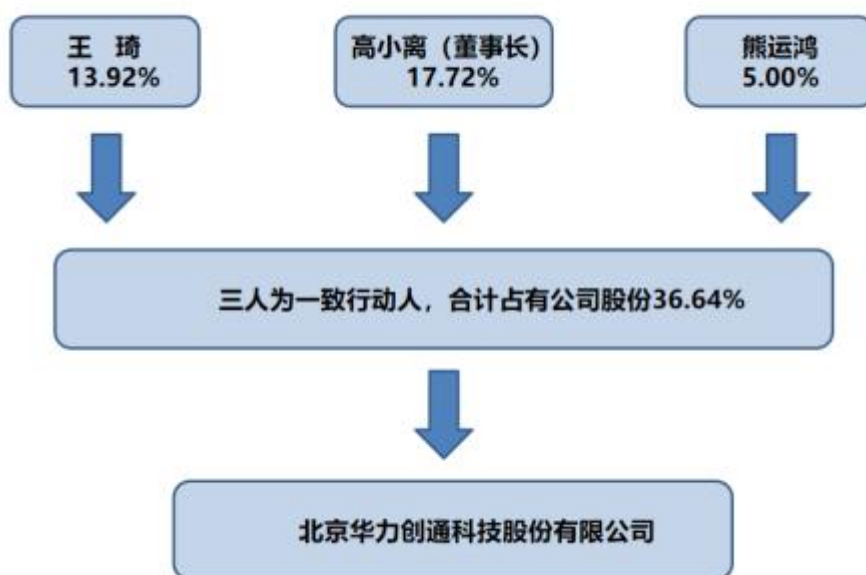 王 琦
13.92%
高小离（董事长）
17.72%
熊运鸿
5.00%
三人为一致行动人，合计占有公司股份36.64%
北京华力创通科技股份有限公司